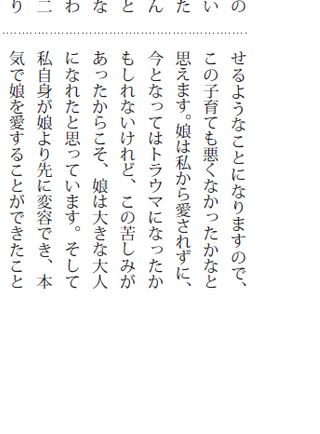 の
い
た
ん
と
な
わ
二
り
せるようなことになりますので、
この子育ても悪くなかったかなと
思えます。娘は私から愛されずに、
今となってはトラウマになったか
もしれないけれど、この苦しみが
あったからこそ、娘は大きな大人
になれたと思っています。そして
私自身が娘より先に変容でき、本
気で娘を愛することができたこと